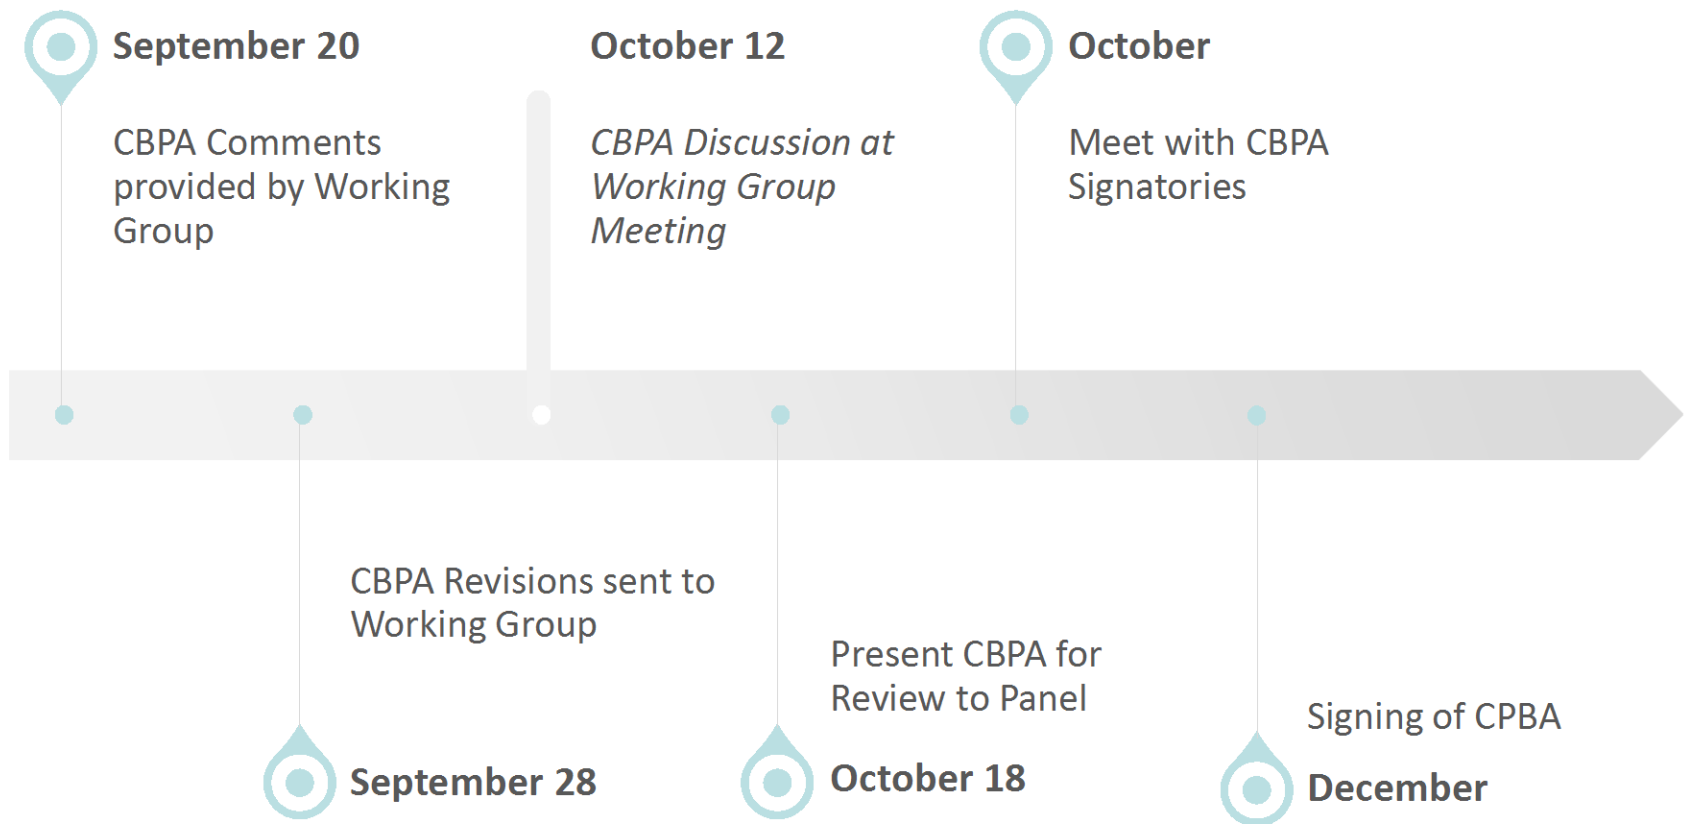 September 20
CBPA Comments
provided by Working
Group
October 12
CBPA Discussion at
Working Group
Meeting
October
Meet with CBPA
Signatories
CBPA Revisions sent to
Working Group
September 28
Present CBPA for
Review to Panel
October 18
Signing of CPBA
December